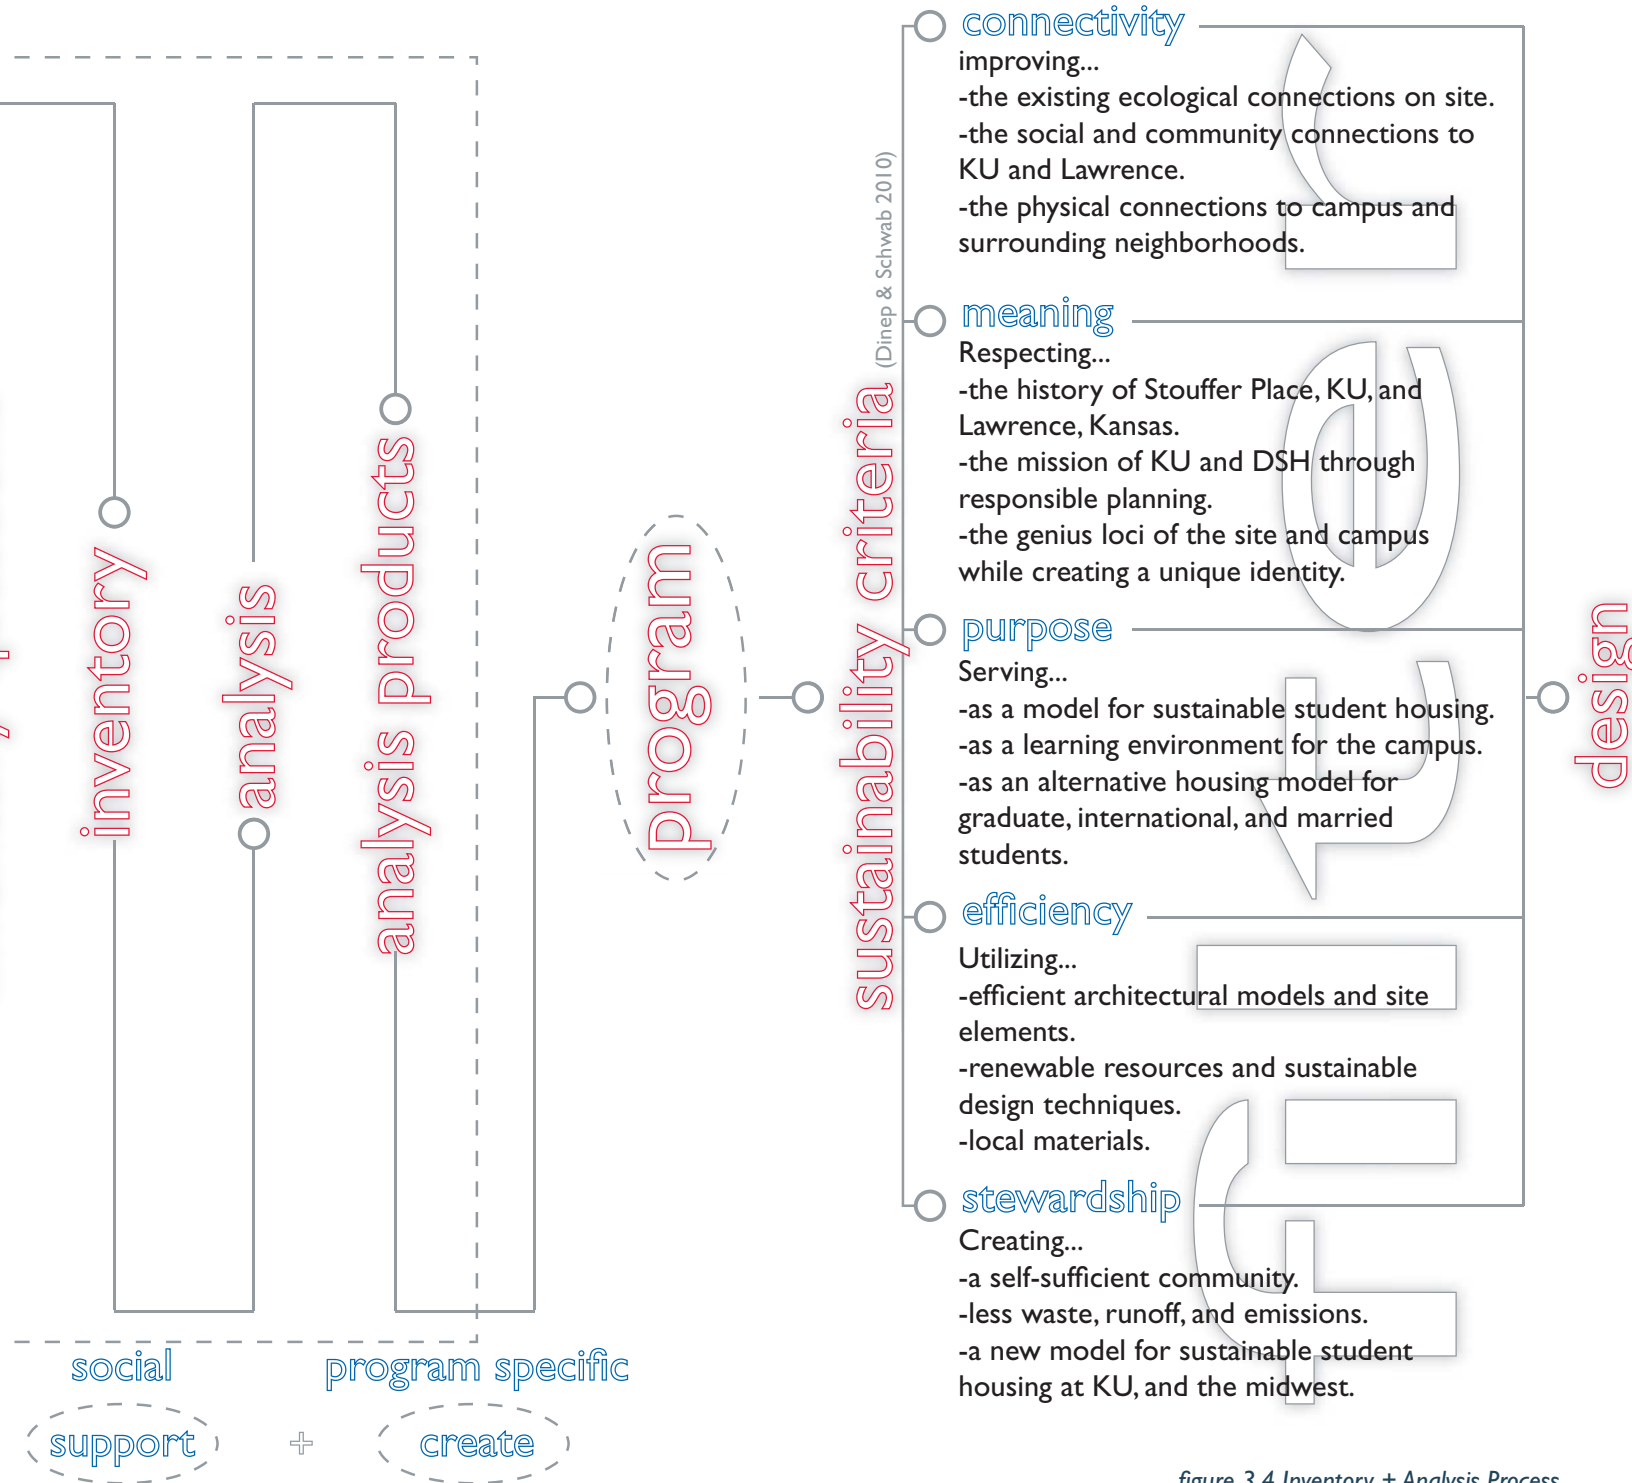 inventory
analysis
analysis products
program
sustainability criteria
(Dinep & Schwab 2010)
connectivity
improving...
-the existing ecological connections on site.
-the social and community connections to
KU and Lawrence.
-the physical connections to campus and
surrounding neighborhoods.
meaning
Respecting...
-the history of Stouffer Place, KU, and
Lawrence, Kansas.
-the mission of KU and DSH through
responsible planning.
-the genius loci of the site and campus
while creating a unique identity.
purpose
Serving...
-as a model for sustainable student housing.
-as a learning environment for the campus.
-as an alternative housing model for
graduate, international, and married
students.
efficiency
Utilizing...
-efficient architectural models and site
elements.
-renewable resources and sustainable
design techniques.
-local materials.
stewardship
Creating...
-a self-sufficient community.
-less waste, runoff, and emissions.
-a new model for sustainable student
housing at KU, and the midwest.
filter
design
social
program specific
support
+
create
figure 3.4 Inventory + Analysis Process